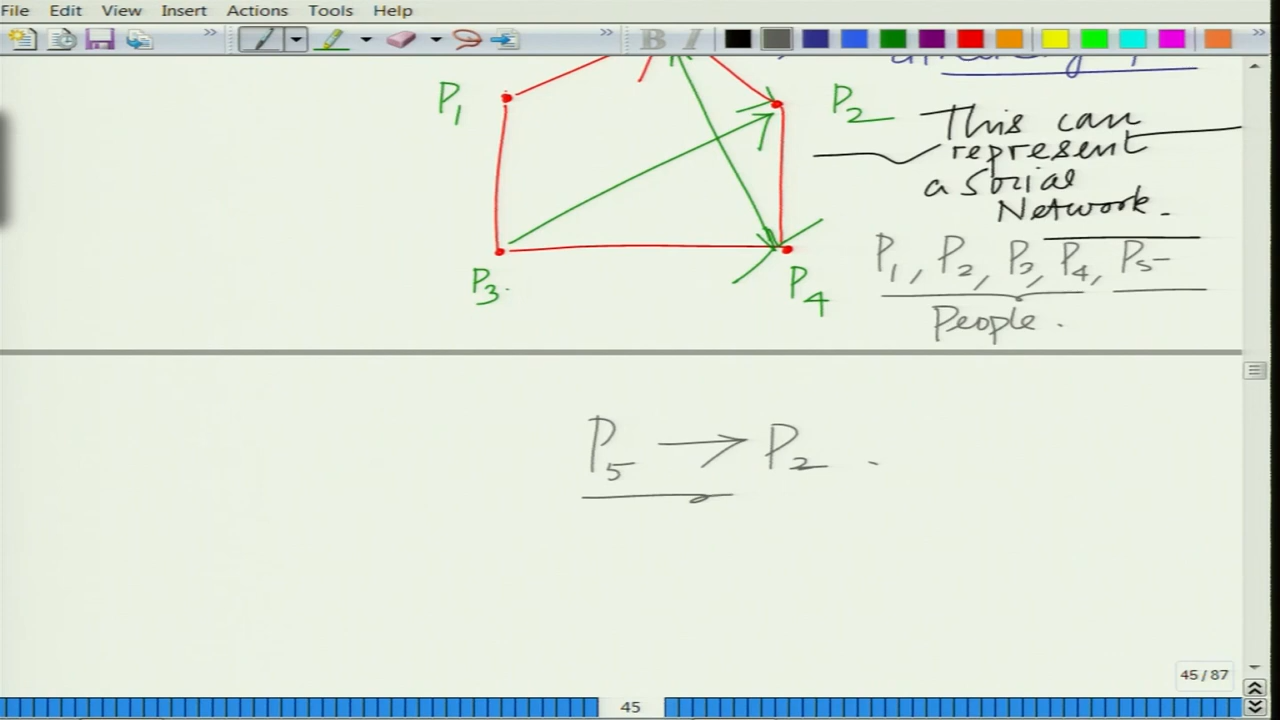 File Edit View Insert Actions Tools Help
B I
P1
P2
This can
represent
a Social
Network.
P3.
P4
P1, P2, P3, P4, P5
People.
P5 → P2.
45 / 87
45